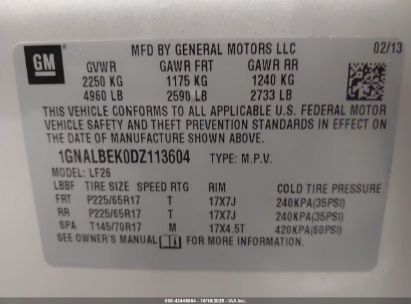 GM
MFD BY GENERAL MOTORS LLC 02/13
GVWR GAWR FRT GAWR RR
2250 KG 1175 KG 1240 KG
4960 LB 2590 LB 2733 LB
THIS VEHICLE CONFORMS TO ALL APPLICABLE U.S. FEDERAL MOTOR
VEHICLE SAFETY AND THEFT PREVENTION STANDARDS IN EFFECT ON
THE DATE OF MANUFACTURE SHOWN ABOVE.
1GNALBEK0DZ113604 TYPE: M.P.V.
MODEL: LF26
LBBF TIRE SIZE SPEED RTG RIM COLD TIRE PRESSURE
FRT P225/65R17 T 17X7J 240KPA(35PSI)
RR P225/65R17 T 17X7J 240KPA(35PSI)
SPA T145/70R17 M 17X4.5T 420KPA(60PSI)
SEE OWNER'S MANUAL FOR MORE INFORMATION.